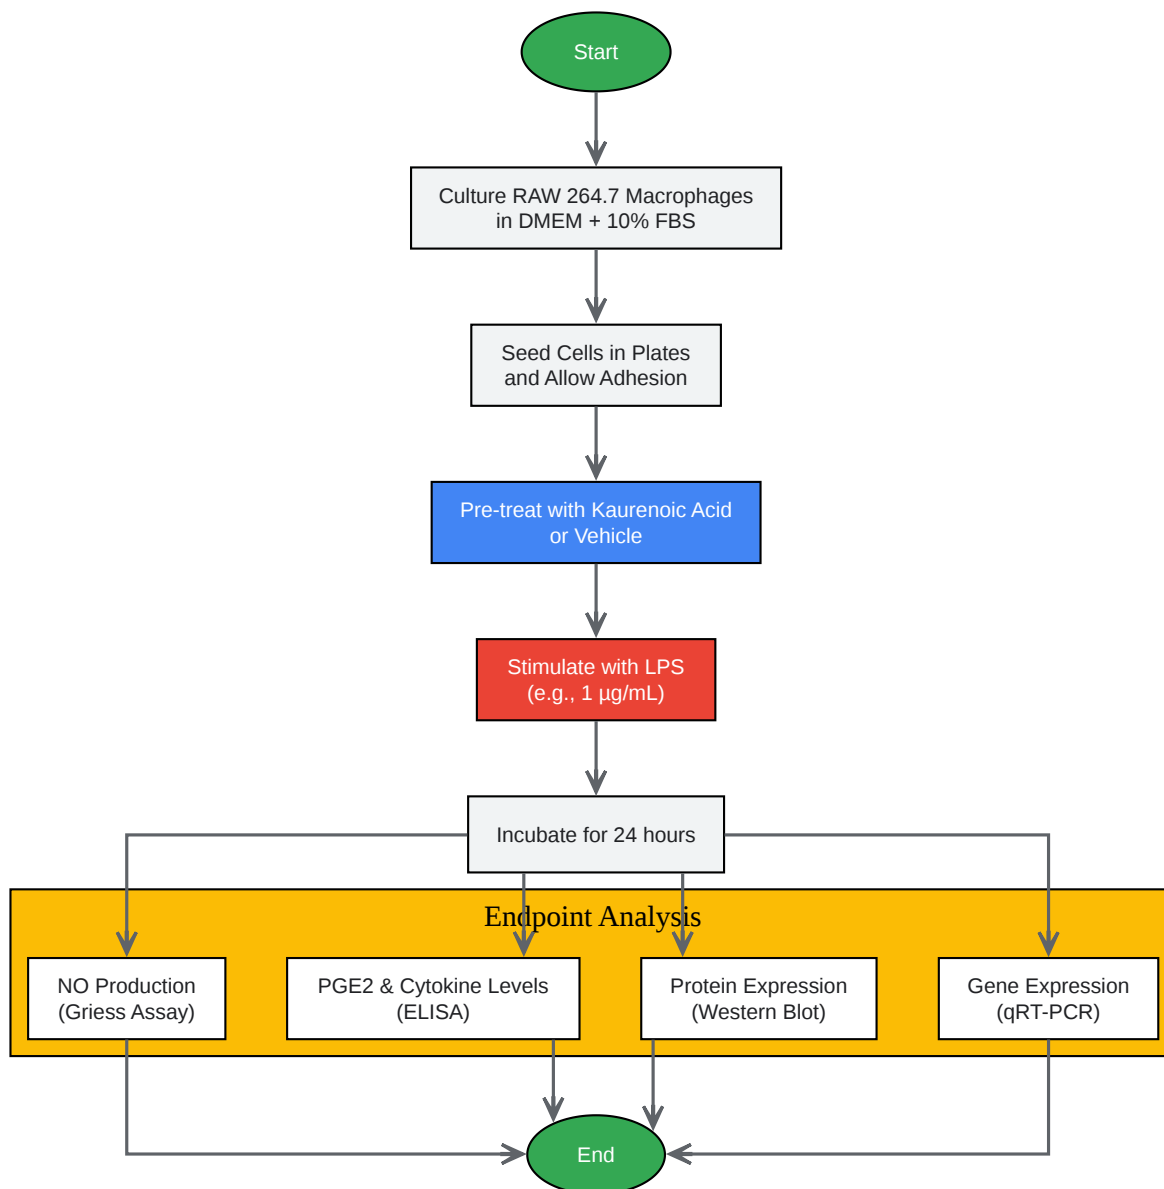 Start
Culture RAW 264.7 Macrophages
in DMEM + 10% FBS
Seed Cells in Plates
and Allow Adhesion
Pre-treat with Kaurenoic Acid
or Vehicle
Stimulate with LPS
(e.g., 1 µg/mL)
Incubate for 24 hours
Endpoint Analysis
NO Production
(Griess Assay)
PGE2 & Cytokine Levels
(ELISA)
Protein Expression
(Western Blot)
Gene Expression
(qRT-PCR)
End